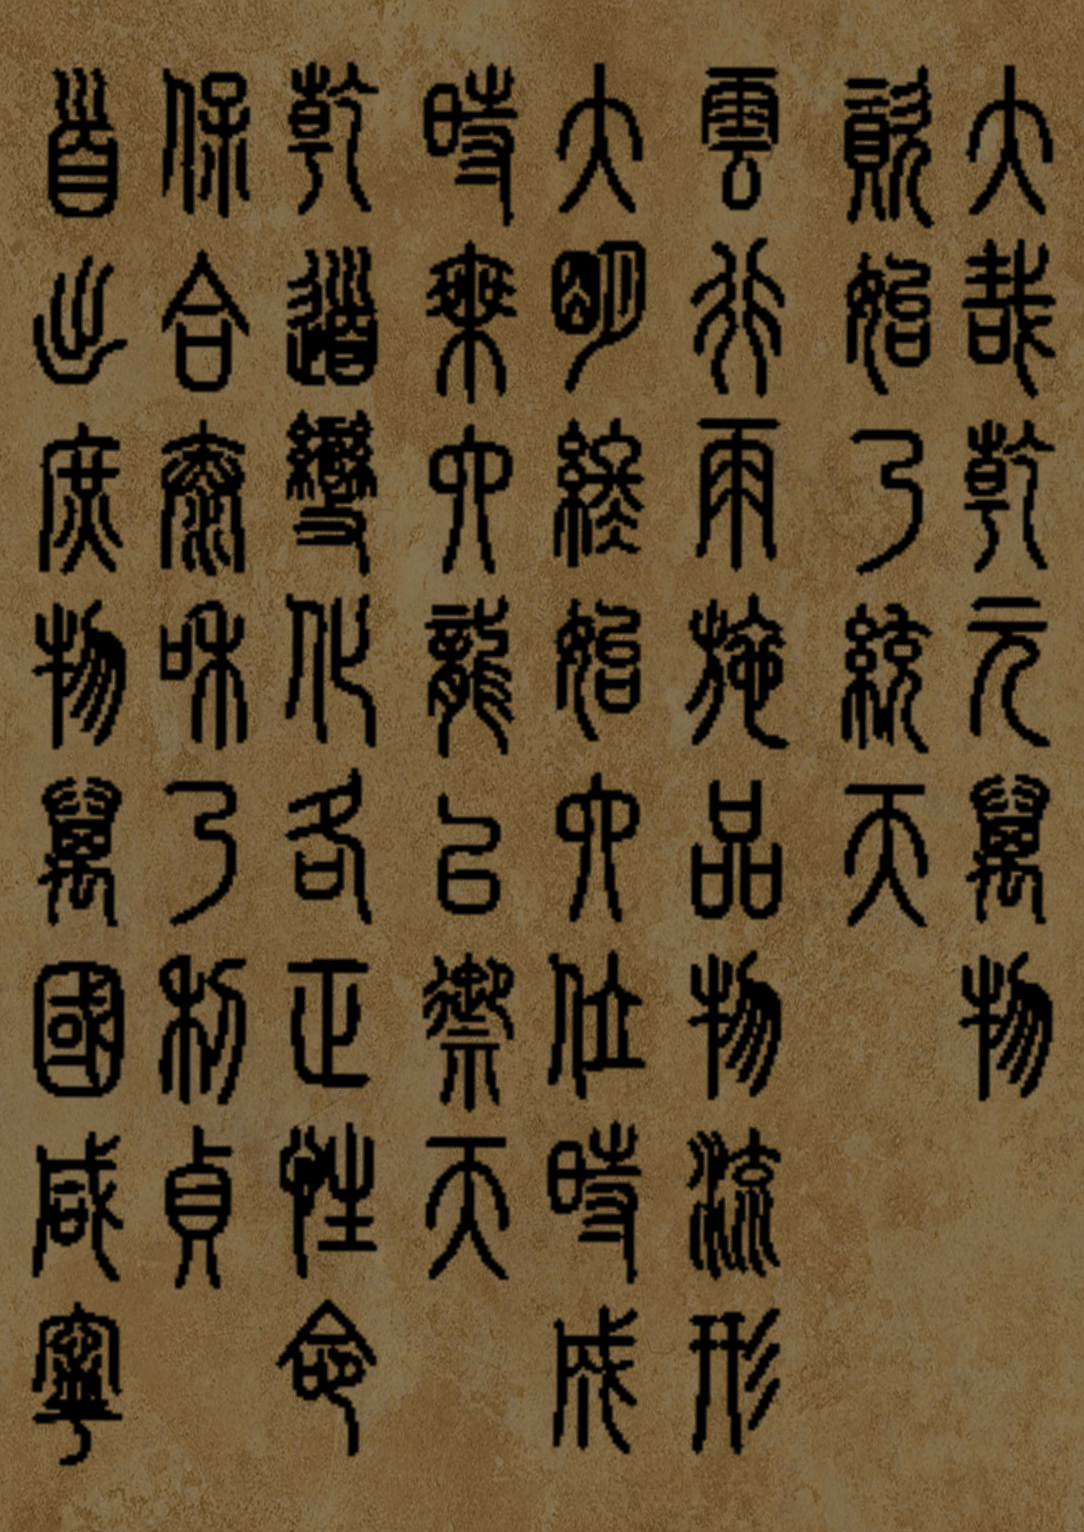 大哉乾元萬物
資始乃統天
雲行雨施品物流形
大明終始六位時成
時乘六龍以御天
乾道變化各正性命
保合大和乃利貞
首出庶物萬國咸寧